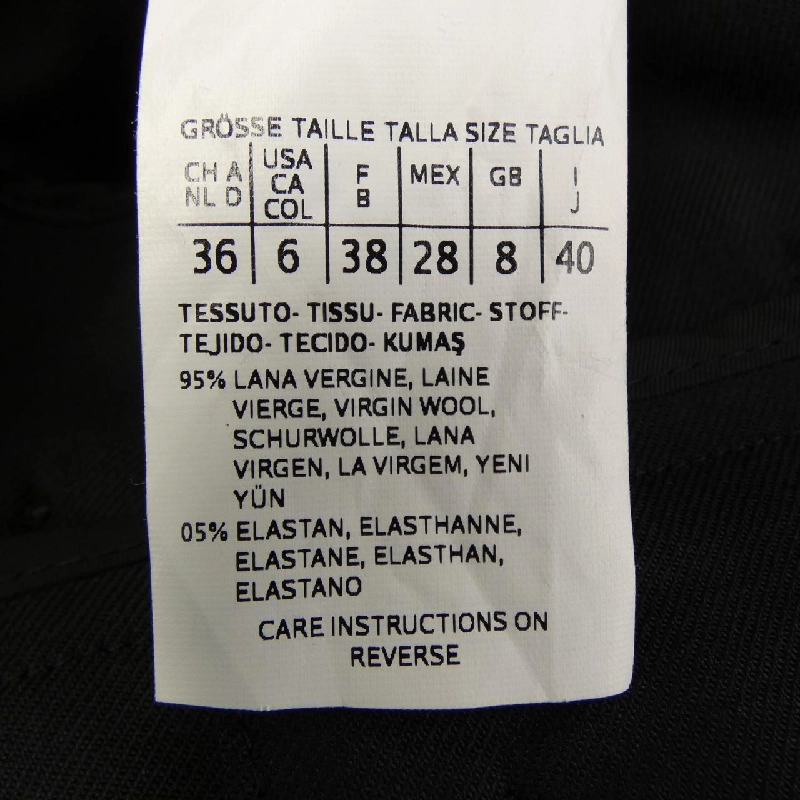 GRÖSSE TAILLE TALLA SIZE TAGLIA
CH A NL D | USA CA COL | F B | MEX | GB | I J
36 | 6 | 38 | 28 | 8 | 40
TESSUTO- TISSU- FABRIC- STOFF-
TEJIDO- TECIDO- KUMAŞ
95% LANA VERGINE, LAINE
VIERGE, VIRGIN WOOL,
SCHURWOLLE, LANA
VIRGEN, LA VIRGEM, YENI
YÜN
05% ELASTAN, ELASTHANNE,
ELASTANE, ELASTHAN,
ELASTANO
CARE INSTRUCTIONS ON
REVERSE